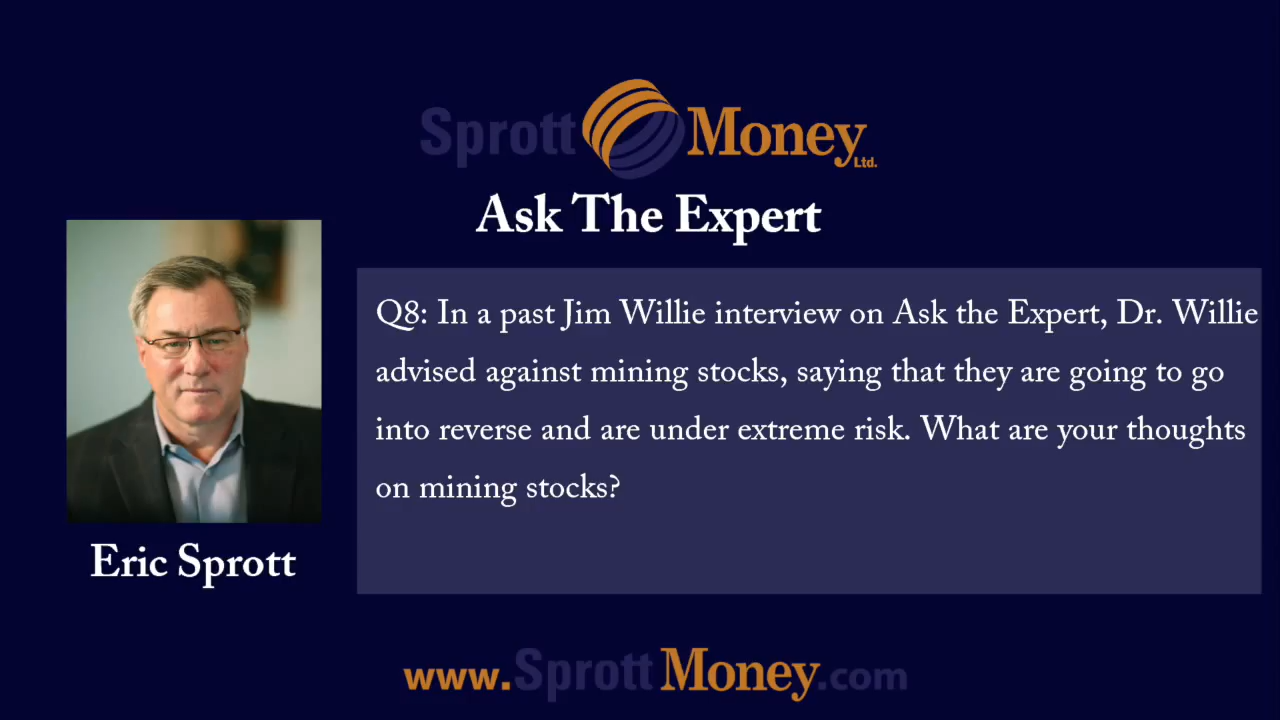 Sprott Money Ltd.
Ask The Expert
Q8: In a past Jim Willie interview on Ask the Expert, Dr. Willie
advised against mining stocks, saying that they are going to go
into reverse and are under extreme risk. What are your thoughts
on mining stocks?
Eric Sprott
www.SprottMoney.com